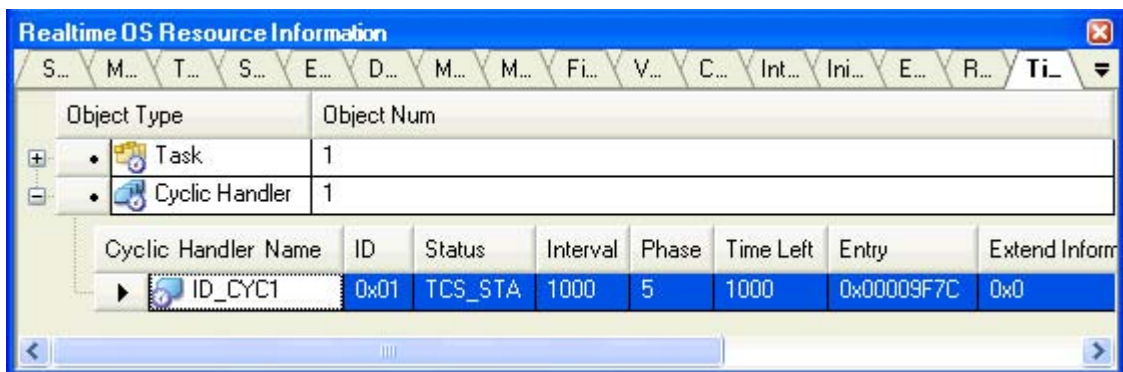 Realtime OS Resource Information
S... M... T... S... E... D... M... M... Fi... V... C... Int... Ini... E... R... Ti...
Object Type Object Num
Task 1
Cyclic Handler 1
Cyclic Handler Name ID Status Interval Phase Time Left Entry Extend Inform
ID_CYC1 0x01 TCS_STA 1000 5 1000 0x00009F7C 0x0